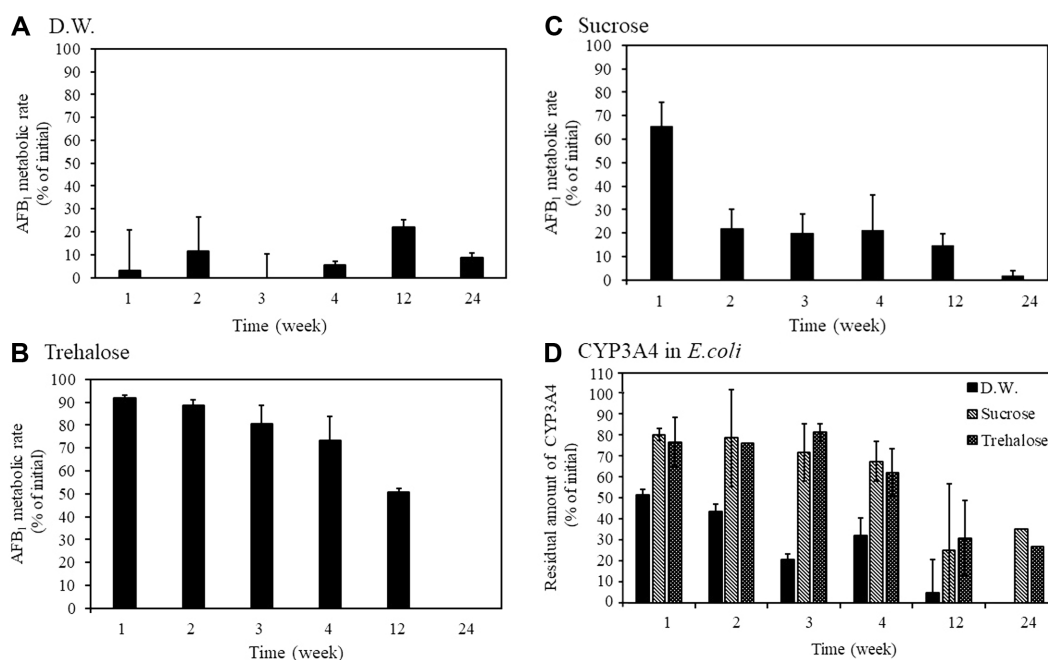 A D.W.
100
90
80
70
60
50
40
30
20
10
0
AFB₁ metabolic rate
(% of initial)
1 2 3 4 12 24
Time (week)
B Trehalose
100
90
80
70
60
50
40
30
20
10
0
AFB₁ metabolic rate
(% of initial)
1 2 3 4 12 24
Time (week)
C Sucrose
100
90
80
70
60
50
40
30
20
10
0
AFB₁ metabolic rate
(% of initial)
1 2 3 4 12 24
Time (week)
D CYP3A4 in E.coli
110
100
90
80
70
60
50
40
30
20
10
0
Residual amount of CYP3A4
(% of initial)
D.W.
Sucrose
Trehalose
1 2 3 4 12 24
Time (week)